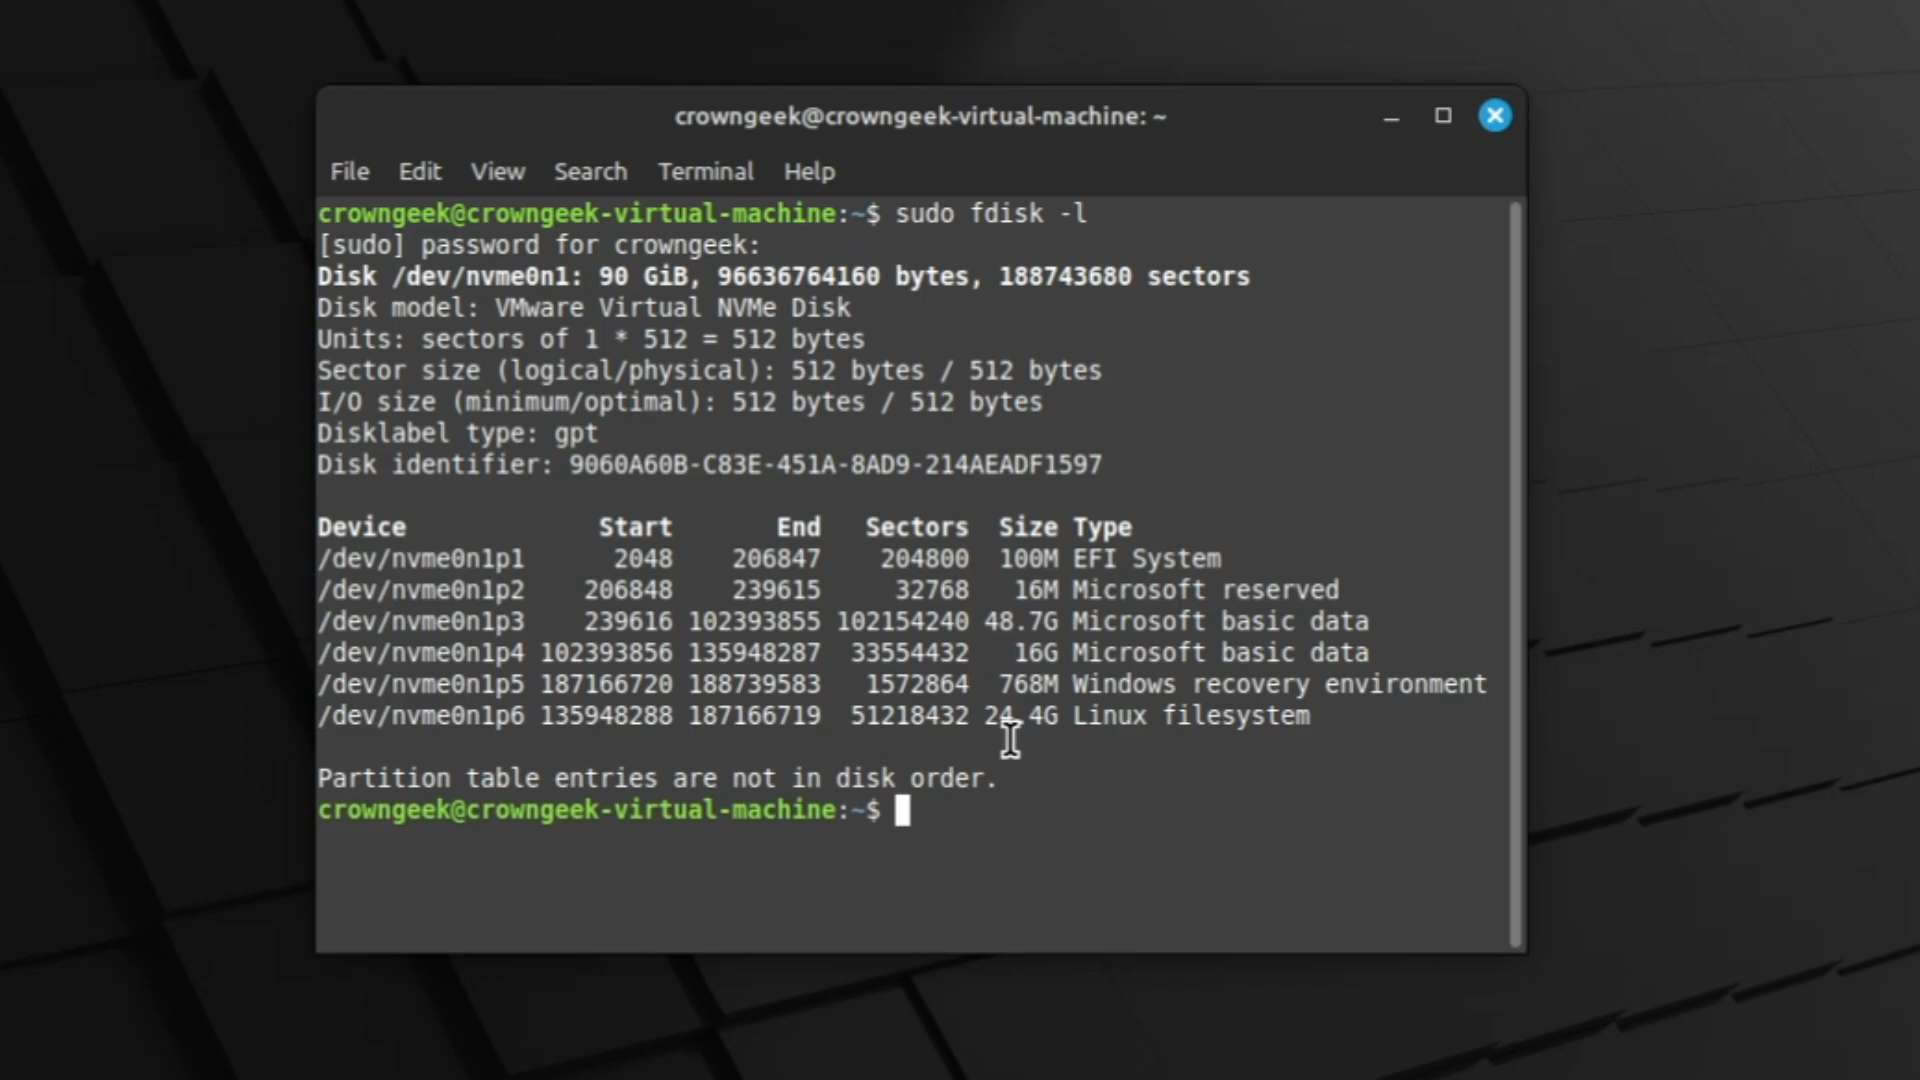 crowngeek@crowngeek-virtual-machine: ~
File Edit View Search Terminal Help
crowngeek@crowngeek-virtual-machine:~$ sudo fdisk -l
[sudo] password for crowngeek:
Disk /dev/nvme0n1: 90 GiB, 96636764160 bytes, 188743680 sectors
Disk model: VMware Virtual NVMe Disk
Units: sectors of 1 * 512 = 512 bytes
Sector size (logical/physical): 512 bytes / 512 bytes
I/O size (minimum/optimal): 512 bytes / 512 bytes
Disklabel type: gpt
Disk identifier: 9060A60B-C83E-451A-8AD9-214AEADF1597
Device Start End Sectors Size Type
/dev/nvme0n1p1 2048 206847 204800 100M EFI System
/dev/nvme0n1p2 206848 239615 32768 16M Microsoft reserved
/dev/nvme0n1p3 239616 102393855 102154240 48.7G Microsoft basic data
/dev/nvme0n1p4 102393856 135948287 33554432 16G Microsoft basic data
/dev/nvme0n1p5 187166720 188739583 1572864 768M Windows recovery environment
/dev/nvme0n1p6 135948288 187166719 51218432 24.4G Linux filesystem
Partition table entries are not in disk order.
crowngeek@crowngeek-virtual-machine:~$